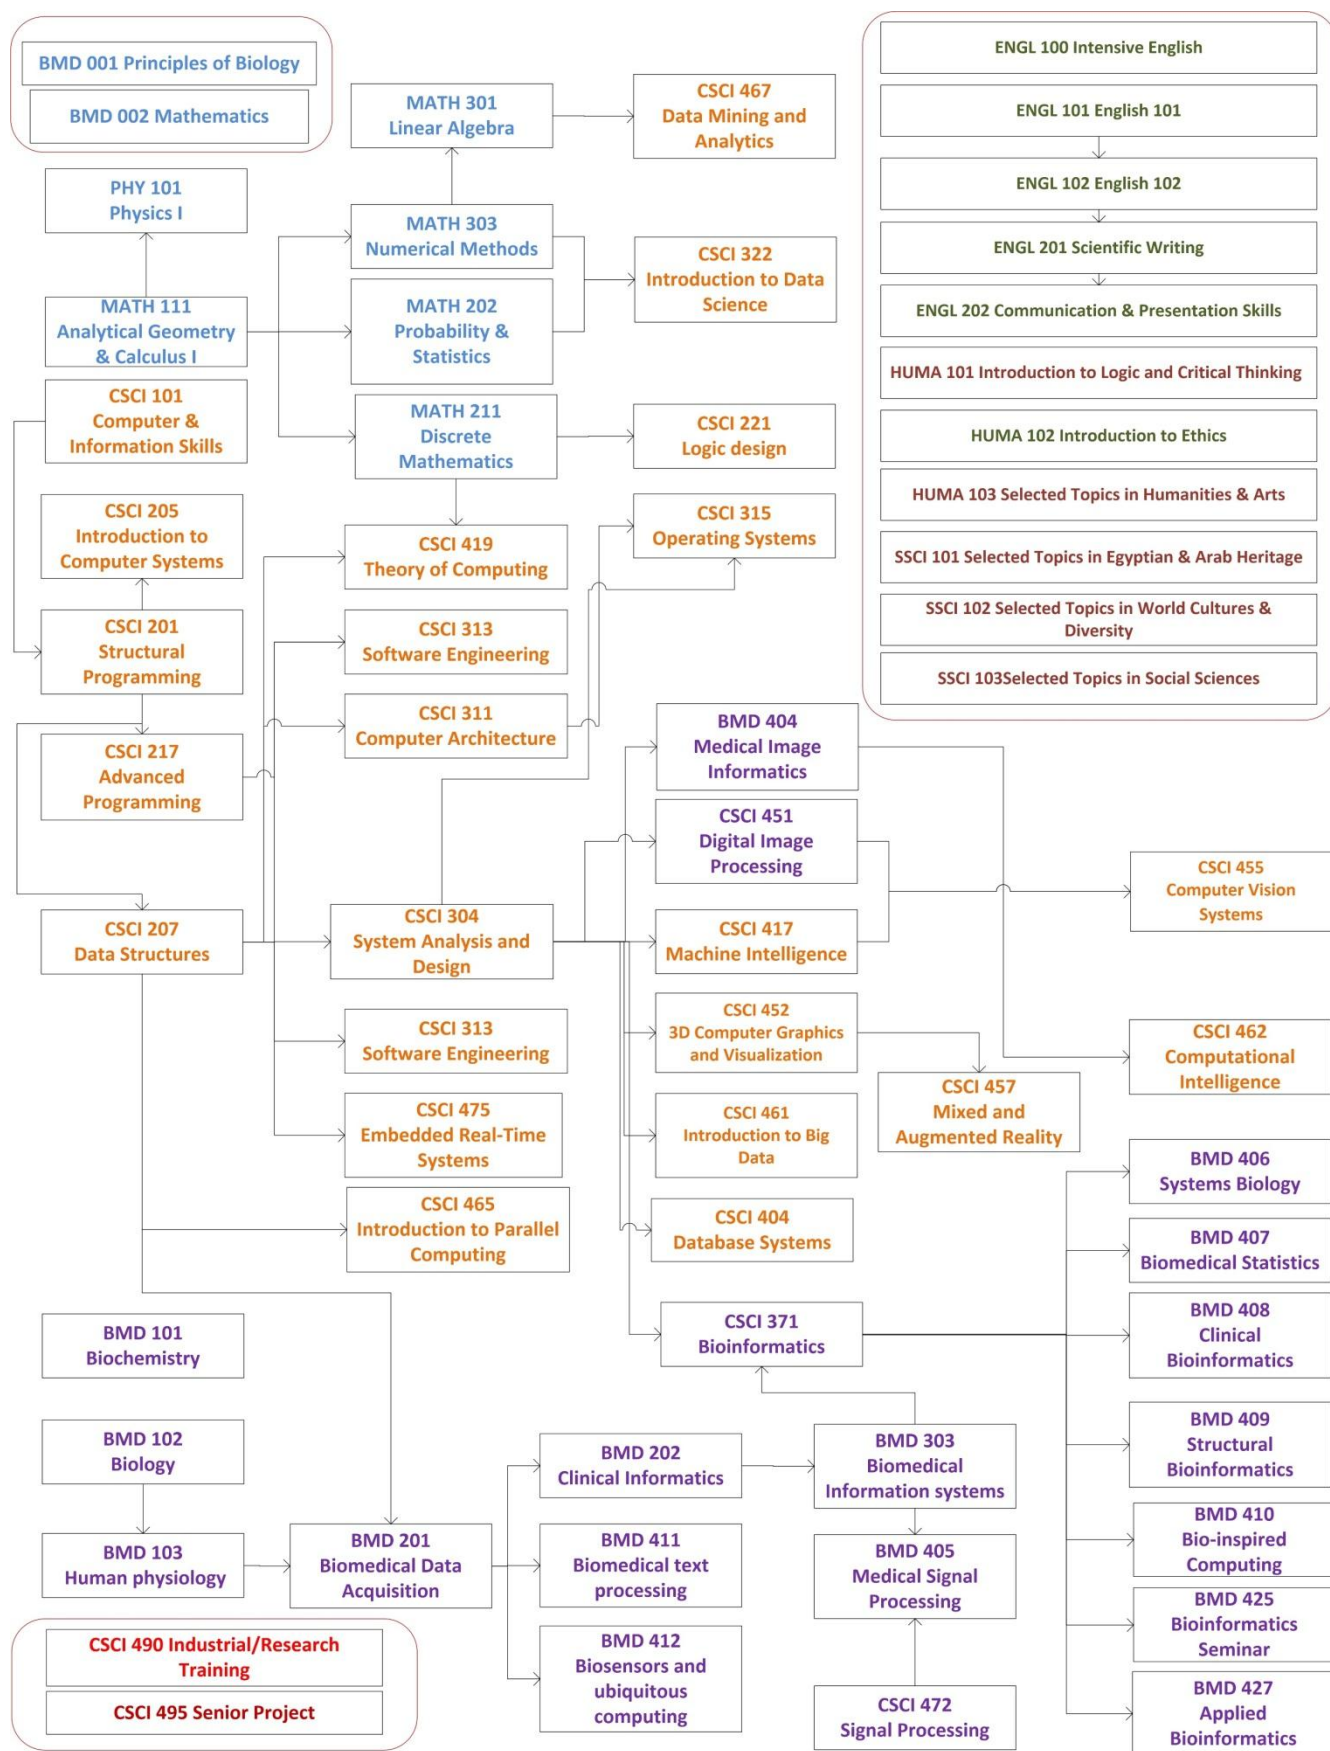 BMD 001 Principles of Biology
BMD 002 Mathematics
PHY 101
Physics I
MATH 111
Analytical Geometry
& Calculus I
CSCI 101
Computer &
Information Skills
CSCI 205
Introduction to
Computer Systems
CSCI 201
Structural
Programming
CSCI 217
Advanced
Programming
CSCI 207
Data Structures
BMD 101
Biochemistry
BMD 102
Biology
BMD 103
Human physiology
CSCI 490 Industrial/Research
Training
CSCI 495 Senior Project
MATH 301
Linear Algebra
MATH 303
Numerical Methods
MATH 202
Probability &
Statistics
MATH 211
Discrete
Mathematics
CSCI 419
Theory of Computing
CSCI 313
Software Engineering
CSCI 311
Computer Architecture
CSCI 304
System Analysis and
Design
CSCI 313
Software Engineering
CSCI 475
Embedded Real-Time
Systems
CSCI 465
Introduction to Parallel
Computing
BMD 201
Biomedical Data
Acquisition
CSCI 467
Data Mining and
Analytics
CSCI 322
Introduction to Data
Science
CSCI 221
Logic design
CSCI 315
Operating Systems
BMD 404
Medical Image
Informatics
CSCI 451
Digital Image
Processing
CSCI 417
Machine Intelligence
CSCI 452
3D Computer Graphics
and Visualization
CSCI 461
Introduction to Big
Data
CSCI 404
Database Systems
CSCI 371
Bioinformatics
BMD 202
Clinical Informatics
BMD 411
Biomedical text
processing
BMD 412
Biosensors and
ubiquitous
computing
BMD 303
Biomedical
Information systems
BMD 405
Medical Signal
Processing
CSCI 472
Signal Processing
ENGL 100 Intensive English
ENGL 101 English 101
ENGL 102 English 102
ENGL 201 Scientific Writing
ENGL 202 Communication & Presentation Skills
HUMA 101 Introduction to Logic and Critical Thinking
HUMA 102 Introduction to Ethics
HUMA 103 Selected Topics in Humanities & Arts
SSCI 101 Selected Topics in Egyptian & Arab Heritage
SSCI 102 Selected Topics in World Cultures &
Diversity
SSCI 103Selected Topics in Social Sciences
CSCI 455
Computer Vision
Systems
CSCI 457
Mixed and
Augmented Reality
CSCI 462
Computational
Intelligence
BMD 406
Systems Biology
BMD 407
Biomedical Statistics
BMD 408
Clinical
Bioinformatics
BMD 409
Structural
Bioinformatics
BMD 410
Bio-inspired
Computing
BMD 425
Bioinformatics
Seminar
BMD 427
Applied
Bioinformatics